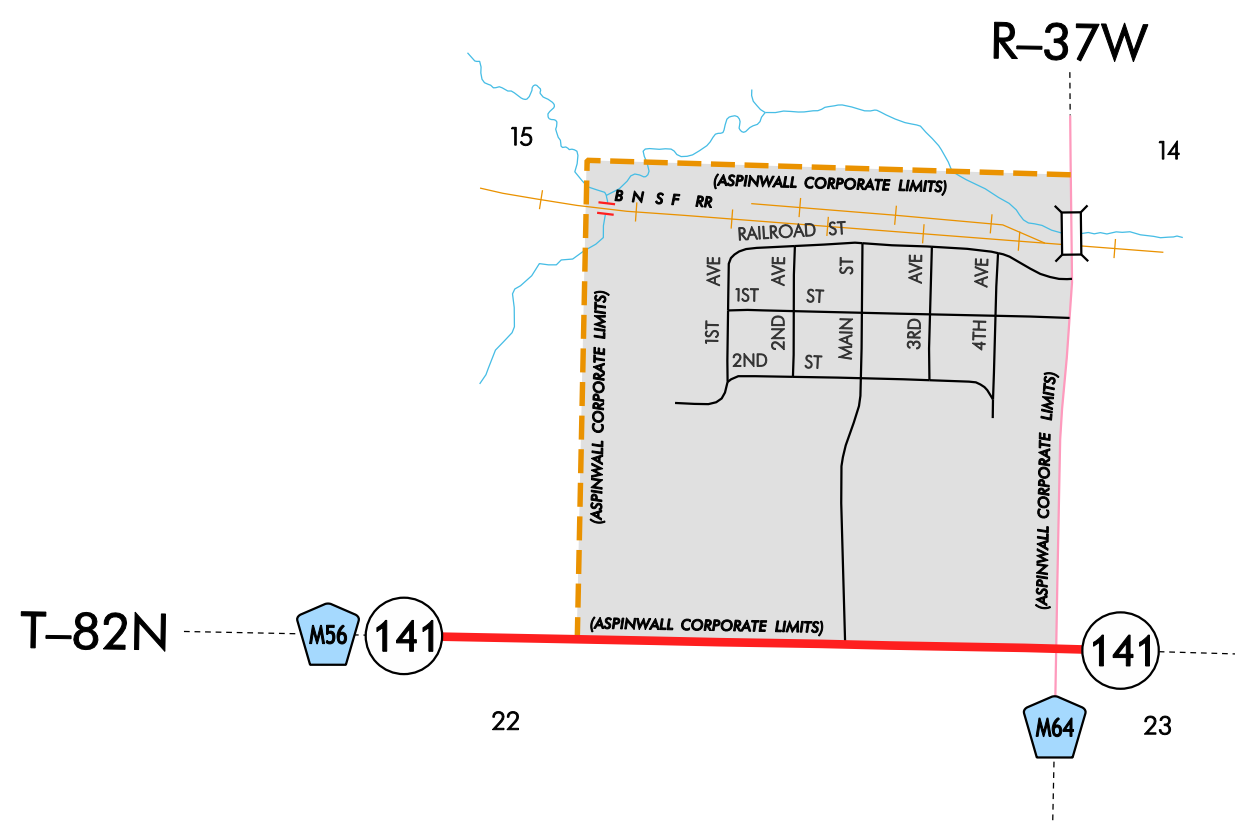 R–37W
15
14
(ASPINWALL CORPORATE LIMITS)
B N S F RR
RAILROAD ST
1ST AVE
2ND AVE
MAIN ST
3RD AVE
4TH AVE
1ST ST
2ND ST
(ASPINWALL CORPORATE LIMITS)
(ASPINWALL CORPORATE LIMITS)
(ASPINWALL CORPORATE LIMITS)
T–82N
M56
141
141
22
M64
23